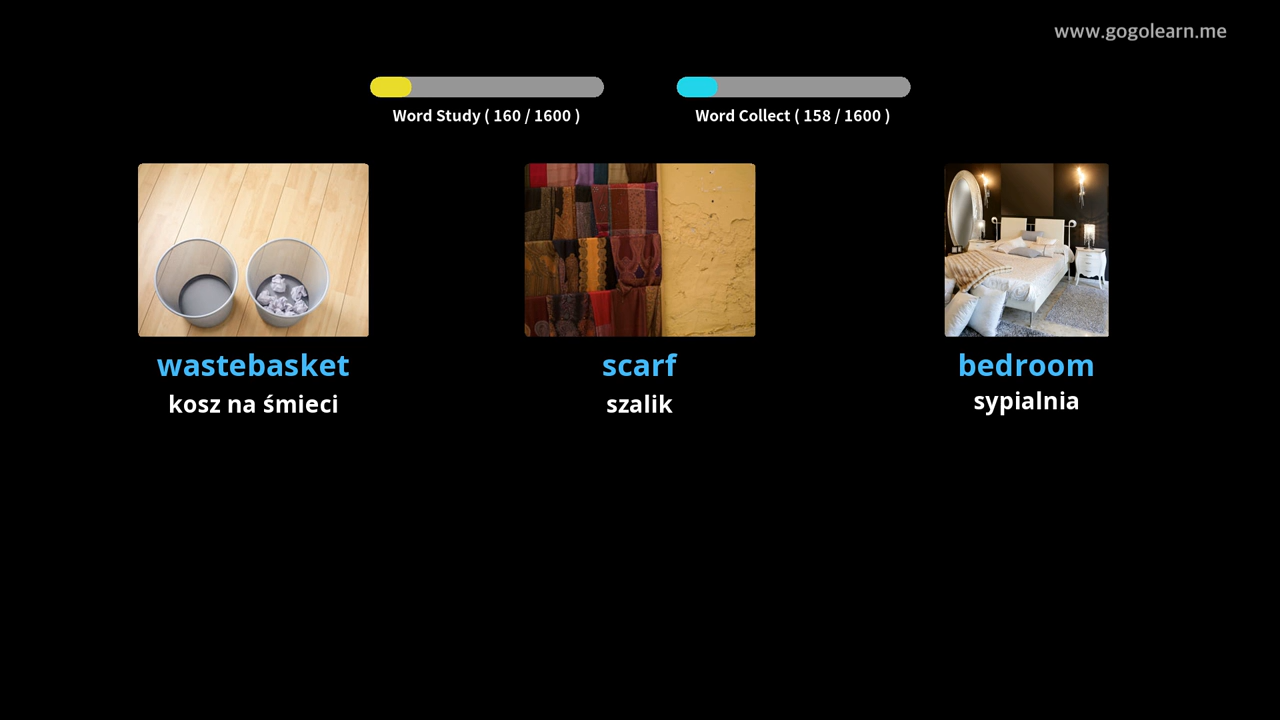 www.gogolearn.me
Word Study ( 160 / 1600 )
Word Collect ( 158 / 1600 )
wastebasket
kosz na śmieci
scarf
szalik
bedroom
sypialnia